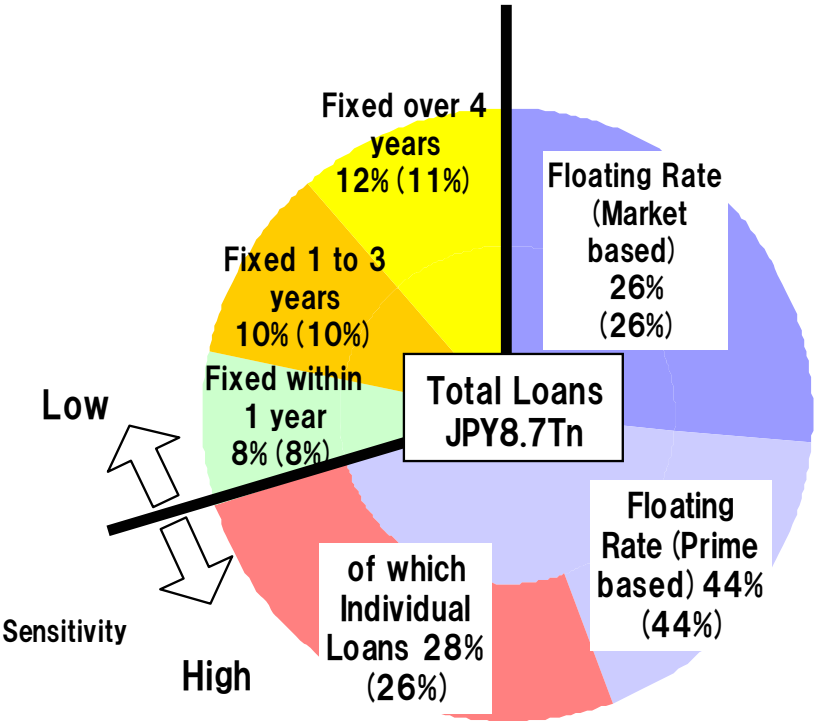 Fixed over 4
years
12% (11%)
Floating Rate
(Market
based)
26%
(26%)
Fixed 1 to 3
years
10% (10%)
Fixed within
1 year
8% (8%)
Total Loans
JPY8.7Tn
Low
Floating
Rate (Prime
based) 44%
(44%)
of which
Individual
Loans 28%
(26%)
Sensitivity
High